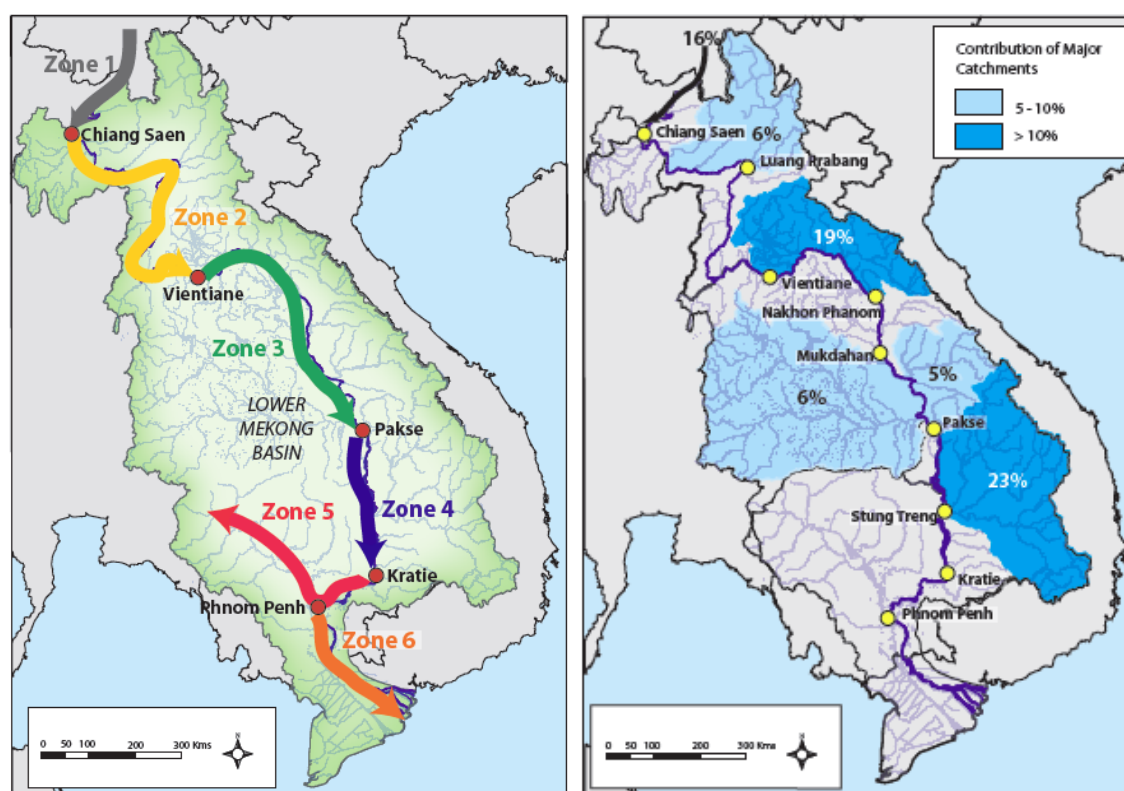 Zone 1
Chiang Saen
Zone 2
Vientiane
Zone 3
LOWER
MEKONG
BASIN
Pakse
Zone 5
Zone 4
Kratie
Phnom Penh
Zone 6
0 50 100 200 300 Kms
N
16%
Contribution of Major
Catchments
5 - 10%
> 10%
Chiang Saen
6%
Luang Prabang
19%
Vientiane
Nakhon Phanom
Mukdahan
5%
6%
Pakse
23%
Stung Treng
Kratie
Phnom Penh
0 50 100 200 300 Kms
N